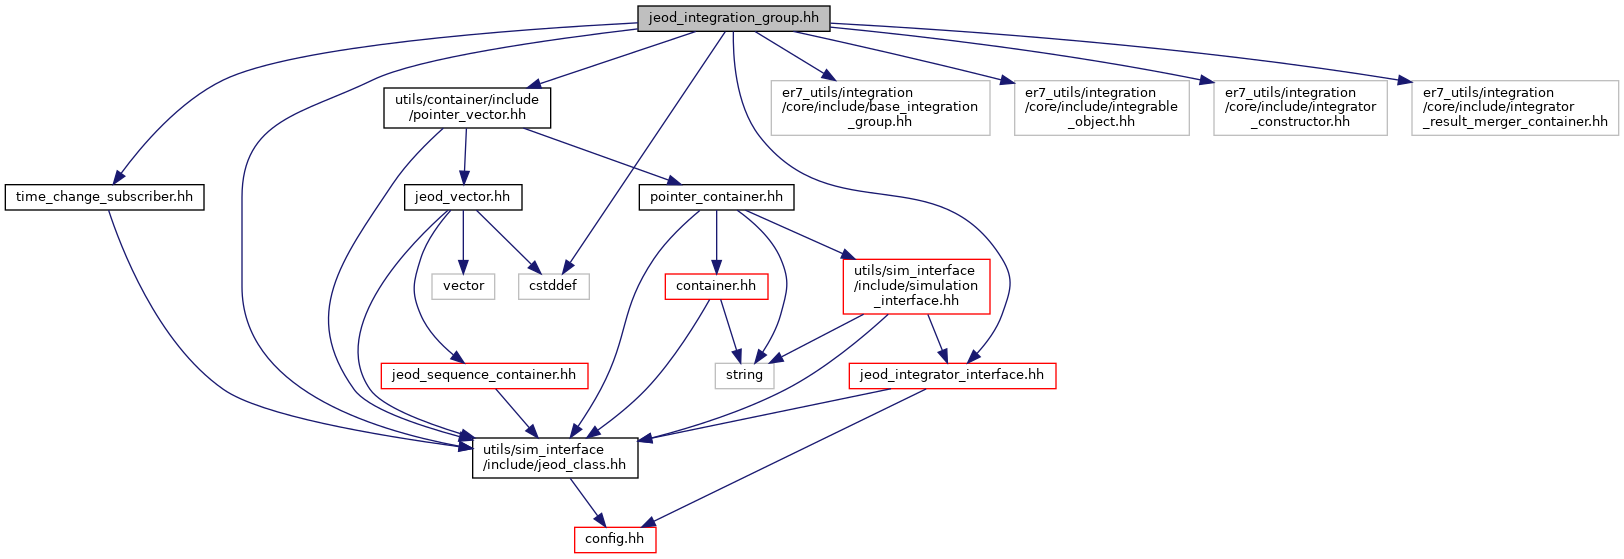 jeod_integration_group.hh
utils/container/include
/pointer_vector.hh
er7_utils/integration
/core/include/base_integration
_group.hh
er7_utils/integration
/core/include/integrable
_object.hh
er7_utils/integration
/core/include/integrator
_constructor.hh
er7_utils/integration
/core/include/integrator
_result_merger_container.hh
time_change_subscriber.hh
jeod_vector.hh
pointer_container.hh
vector
cstddef
container.hh
utils/sim_interface
/include/simulation
_interface.hh
jeod_sequence_container.hh
string
jeod_integrator_interface.hh
utils/sim_interface
/include/jeod_class.hh
config.hh